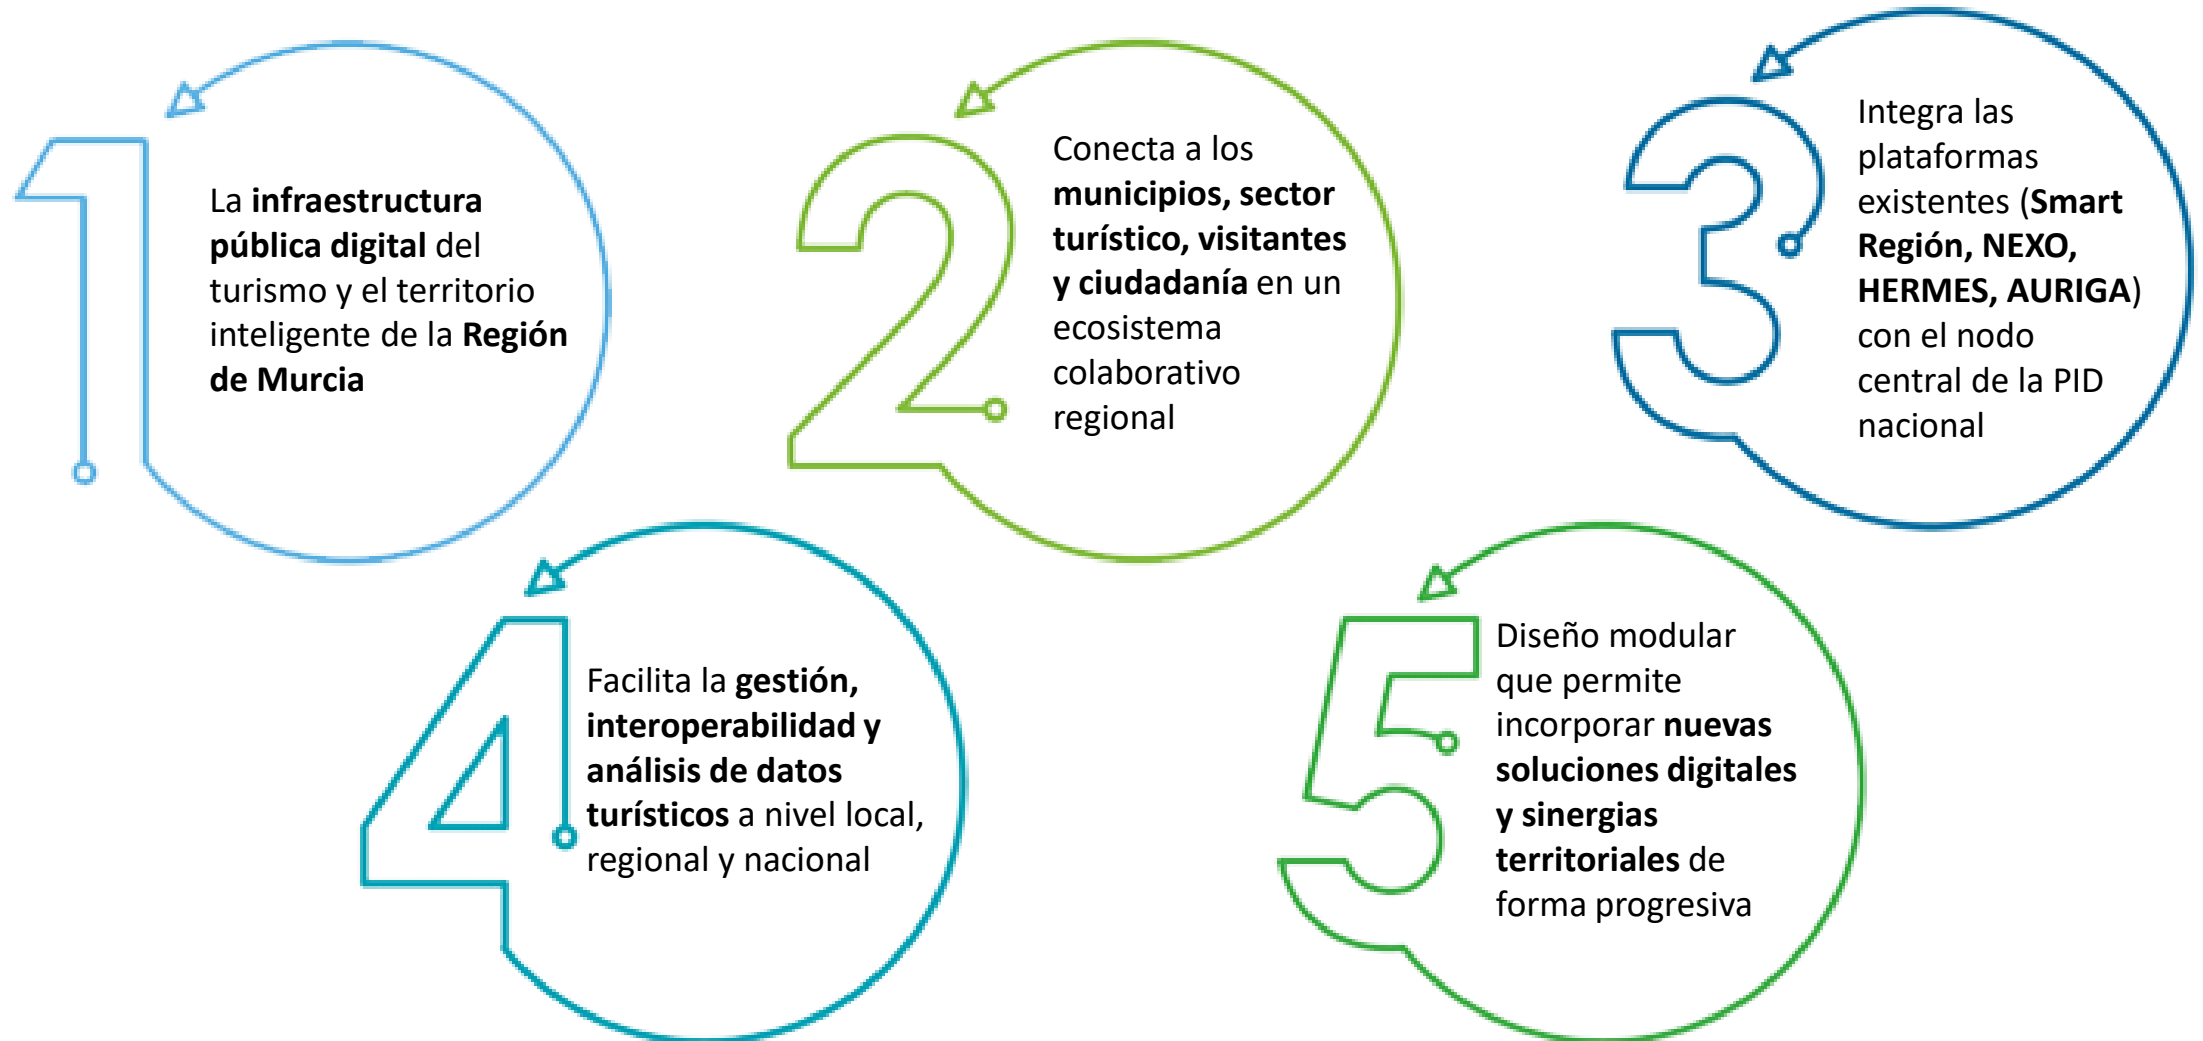 1
La infraestructura
pública digital del
turismo y el territorio
inteligente de la Región
de Murcia
2
Conecta a los
municipios, sector
turístico, visitantes
y ciudadanía en un
ecosistema
colaborativo
regional
3
Integra las
plataformas
existentes (Smart
Región, NEXO,
HERMES, AURIGA)
con el nodo
central de la PID
nacional
4
Facilita la gestión,
interoperabilidad y
análisis de datos
turísticos a nivel local,
regional y nacional
5
Diseño modular
que permite
incorporar nuevas
soluciones digitales
y sinergias
territoriales de
forma progresiva